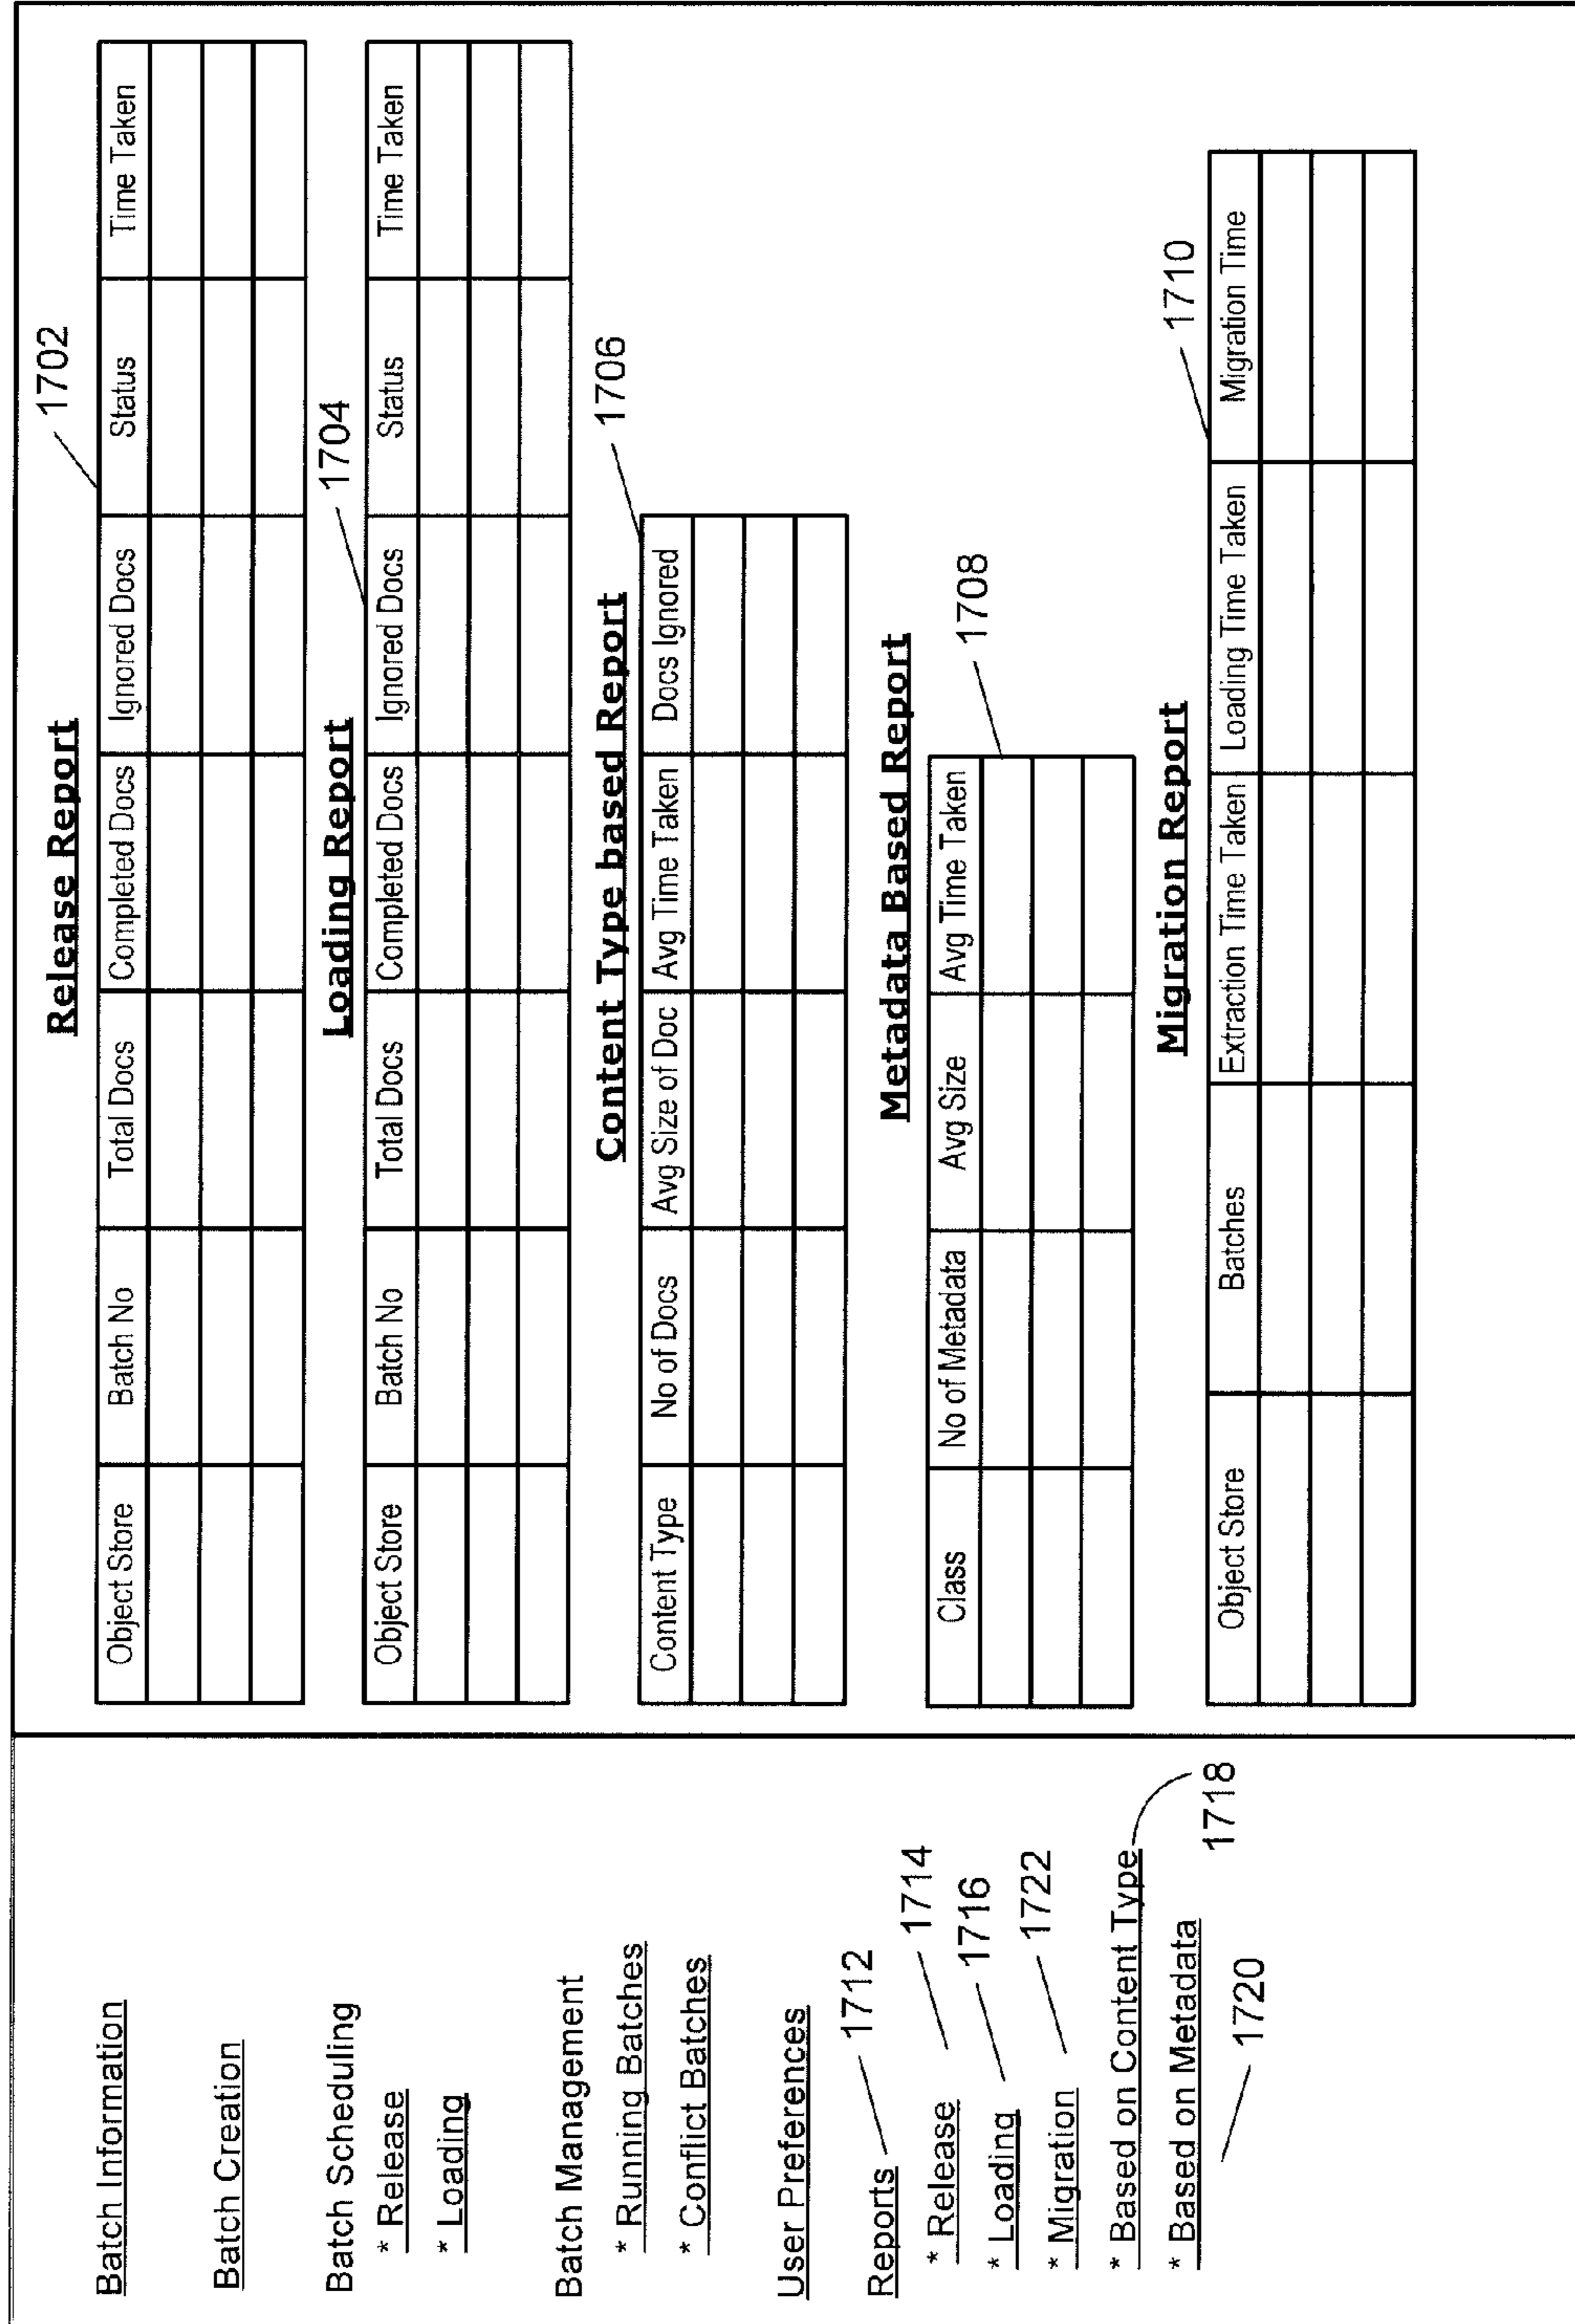 Batch Information
Batch Creation
Batch Scheduling
* Release
* Loading
Batch Management
* Running Batches
* Conflict Batches
User Preferences
Reports 1712
* Release 1714
* Loading 1716
* Migration 1722
* Based on Content Type 1718
* Based on Metadata
1720
Release Report
1702
Object Store Batch No Total Docs Completed Docs Ignored Docs Status Time Taken
Loading Report
1704
Object Store Batch No Total Docs Completed Docs Ignored Docs Status Time Taken
Content Type based Report
1706
Content Type No of Docs Avg Size of Doc Avg Time Taken Docs Ignored
Metadata Based Report
1708
Class No of Metadata Avg Size Avg Time Taken
Migration Report
1710
Object Store Batches Extraction Time Taken Loading Time Taken Migration Time